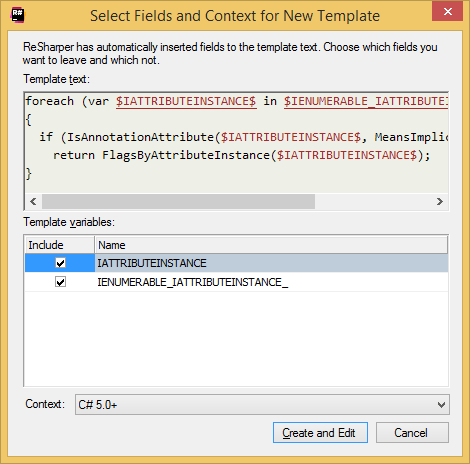 R#
Select Fields and Context for New Template
ReSharper has automatically inserted fields to the template text. Choose which fields you
want to leave and which not.
Template text:
foreach (var $IATTRIBUTEINSTANCE$ in $IENUMERABLE_IATTRIBUTEI
{
if (IsAnnotationAttribute($IATTRIBUTEINSTANCE$, MeansImplic
return FlagsByAttributeInstance($IATTRIBUTEINSTANCE$);
}
Template variables:
Include Name
IATTRIBUTEINSTANCE
IENUMERABLE_IATTRIBUTEINSTANCE_
Context: C# 5.0+
Create and Edit Cancel